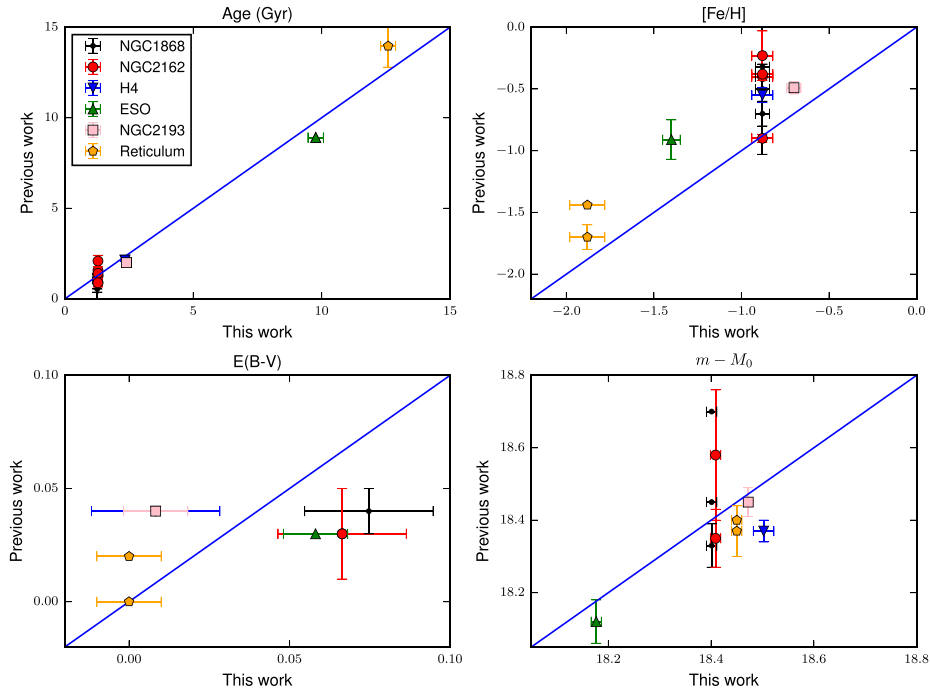 Age (Gyr)
15
10
5
0
0
5
10
15
Previous work
This work
NGC1868
NGC2162
H4
ESO
NGC2193
Reticulum
[Fe/H]
−0.0
−0.5
−1.0
−1.5
−2.0
−2.0
−1.5
−1.0
−0.5
0.0
Previous work
This work
E(B-V)
0.10
0.05
0.00
0.00
0.05
0.10
Previous work
This work
m − M₀
18.8
18.6
18.4
18.2
18.2
18.4
18.6
18.8
Previous work
This work